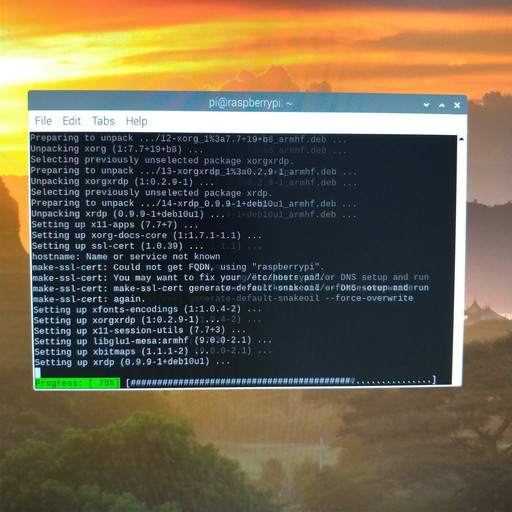 pi@raspberrypi: ~
File Edit Tabs Help
Preparing to unpack .../12-xorg_1%3a7.7+19+b8_armhf.deb ...
Unpacking xorg (1:7.7+19+b8) ...
Selecting previously unselected package xorgxrdp.
Preparing to unpack .../13-xorgxrdp_1%3a0.2.9-1_armhf.deb ...
Unpacking xorgxrdp (1:0.2.9-1) ...
Selecting previously unselected package xrdp.
Preparing to unpack .../14-xrdp_0.9.9-1+deb10u1_armhf.deb ...
Unpacking xrdp (0.9.9-1+deb10u1) ...
Setting up x11-apps (7.7+7) ...
Setting up xorg-docs-core (1:1.7.1-1.1) ...
Setting up ssl-cert (1.0.39) ...
hostname: Name or service not known
make-ssl-cert: Could not get FQDN, using "raspberrypi".
make-ssl-cert: You may want to fix your /etc/hosts and/or DNS setup and run
make-ssl-cert: make-ssl-cert generate-default-snakeoil --force-overwrite
make-ssl-cert: again.
Setting up xfonts-encodings (1:1.0.4-2) ...
Setting up xorgxrdp (1:0.2.9-1) ...
Setting up x11-session-utils (7.7+3) ...
Setting up libglu1-mesa:armhf (9.0.0-2.1) ...
Setting up xbitmaps (1.1.1-2) ...
Setting up xrdp (0.9.9-1+deb10u1) ...
Progress: [ 75%]